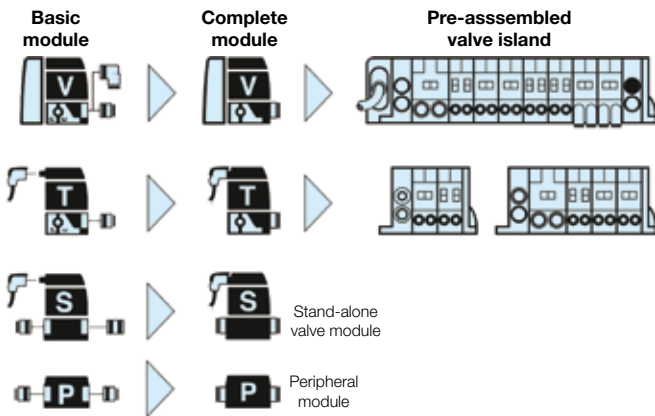 Basic
module
Complete
module
Pre-asssembled
valve island
V
V
T
T
S
S
Stand-alone
valve module
P
P
Peripheral
module